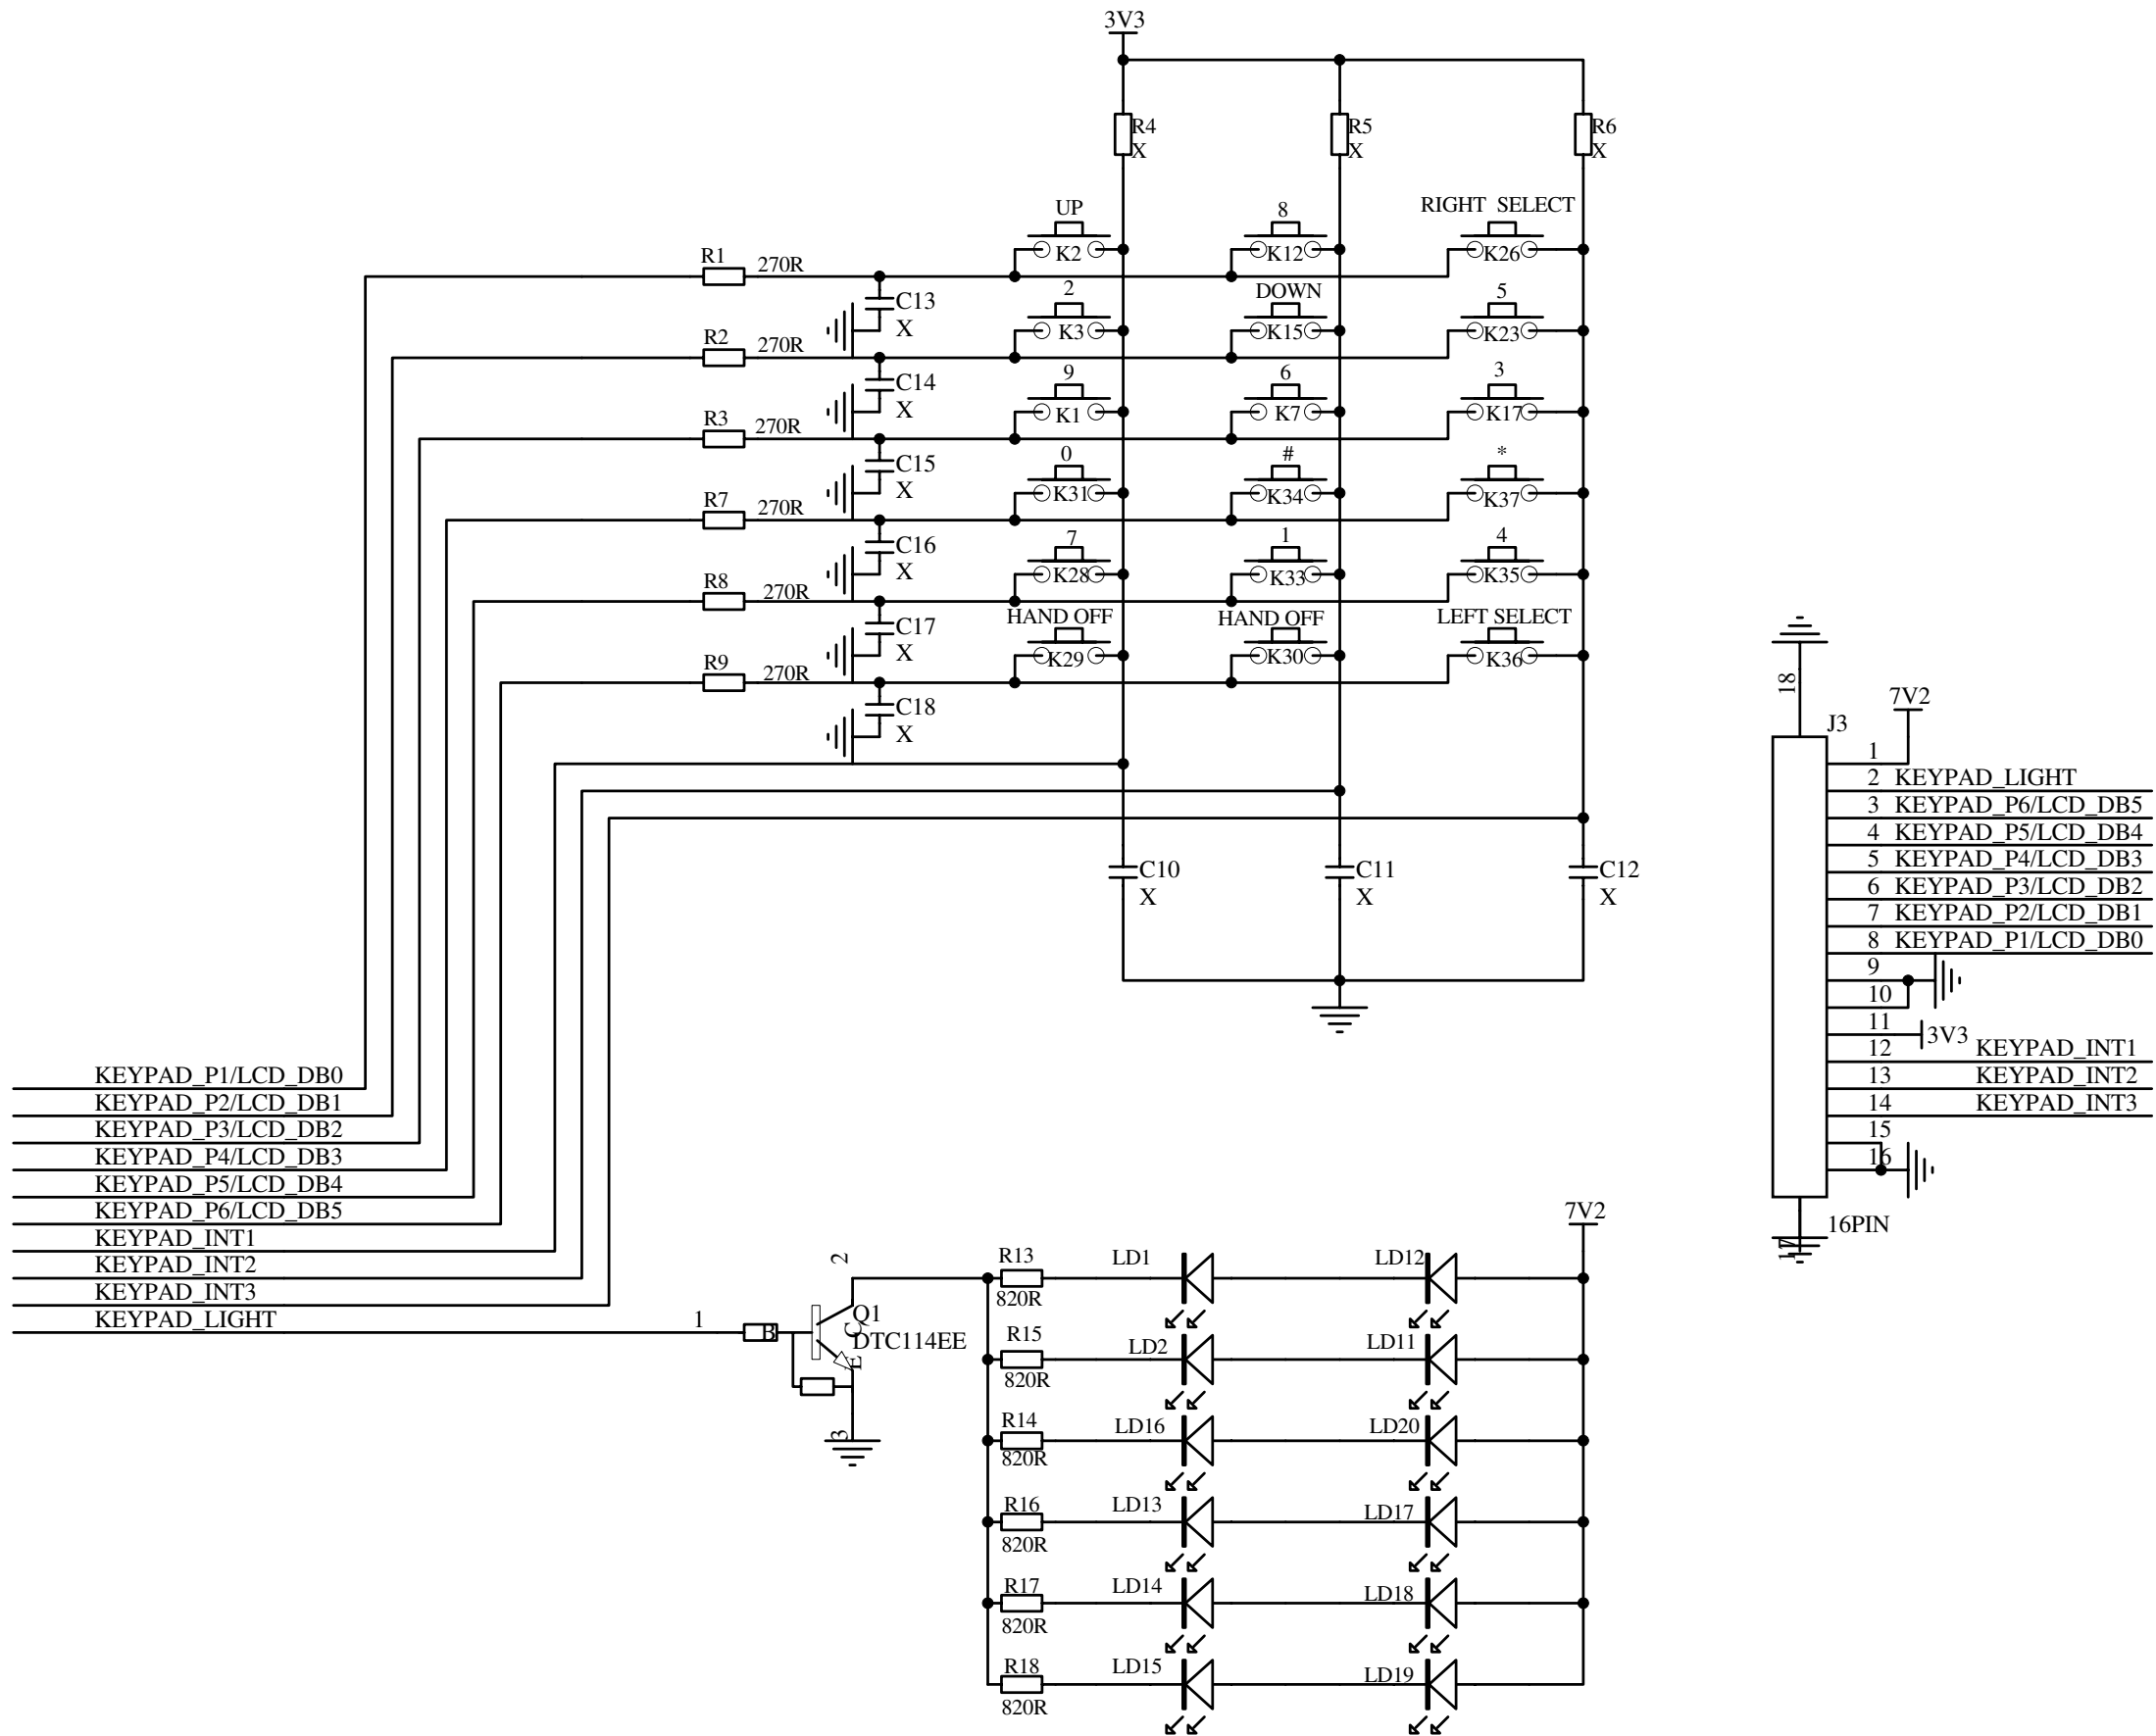 3V3
R4
X
R5
X
R6
X
UP
8
RIGHT SELECT
K2
K12
K26
R1
270R
C13
X
2
DOWN
5
K3
K15
K23
R2
270R
C14
X
9
6
3
K1
K7
K17
R3
270R
C15
X
0
#
*
K31
K34
K37
R7
270R
C16
X
7
1
4
K28
K33
K35
R8
270R
C17
X
HAND OFF
HAND OFF
LEFT SELECT
K29
K30
K36
R9
270R
C18
X
C10
X
C11
X
C12
X
18
7V2
J3
1
2 KEYPAD_LIGHT
3 KEYPAD_P6/LCD_DB5
4 KEYPAD_P5/LCD_DB4
5 KEYPAD_P4/LCD_DB3
6 KEYPAD_P3/LCD_DB2
7 KEYPAD_P2/LCD_DB1
8 KEYPAD_P1/LCD_DB0
9
10
11
3V3
12 KEYPAD_INT1
13 KEYPAD_INT2
14 KEYPAD_INT3
15
16
16PIN
17
KEYPAD_P1/LCD_DB0
KEYPAD_P2/LCD_DB1
KEYPAD_P3/LCD_DB2
KEYPAD_P4/LCD_DB3
KEYPAD_P5/LCD_DB4
KEYPAD_P6/LCD_DB5
KEYPAD_INT1
KEYPAD_INT2
KEYPAD_INT3
KEYPAD_LIGHT
1
B
2
C
Q1
DTC114EE
E
3
7V2
R13
820R
LD1
LD12
R15
820R
LD2
LD11
R14
820R
LD16
LD20
R16
820R
LD13
LD17
R17
820R
LD14
LD18
R18
820R
LD15
LD19